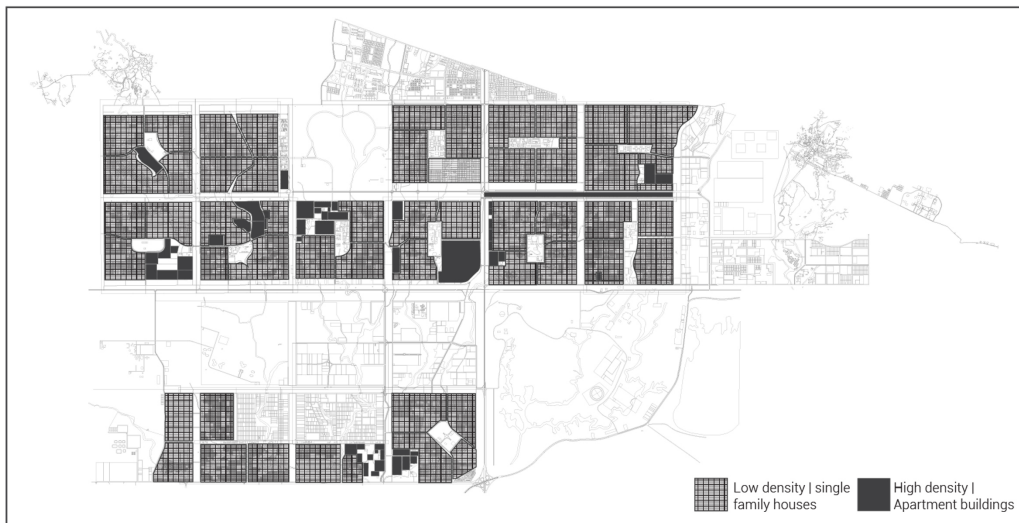 Low density | single
family houses
High density |
Apartment buildings